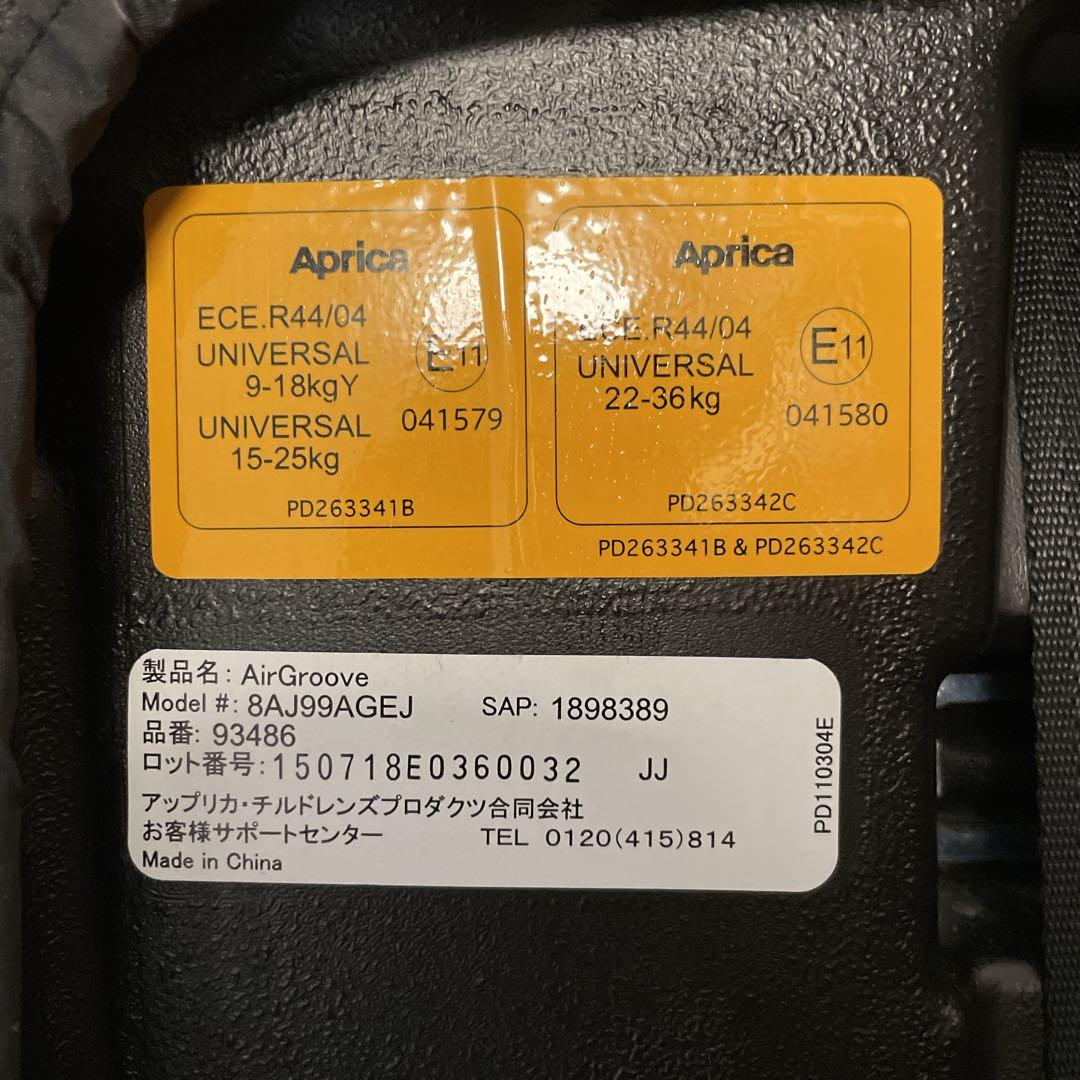 Aprica
ECE.R44/04
UNIVERSAL
9-18kgY
E11
UNIVERSAL
041579
15-25kg
PD263341B
Aprica
ECE.R44/04
UNIVERSAL
22-36kg
E11
041580
PD263342C
PD263341B & PD263342C
製品名: AirGroove
Model #: 8AJ99AGEJ SAP: 1898389
品番: 93486
ロット番号:150718E0360032 JJ
アップリカ・チルドレンズプロダクツ合同会社
お客様サポートセンター TEL 0120(415)814
Made in China
PD110304E